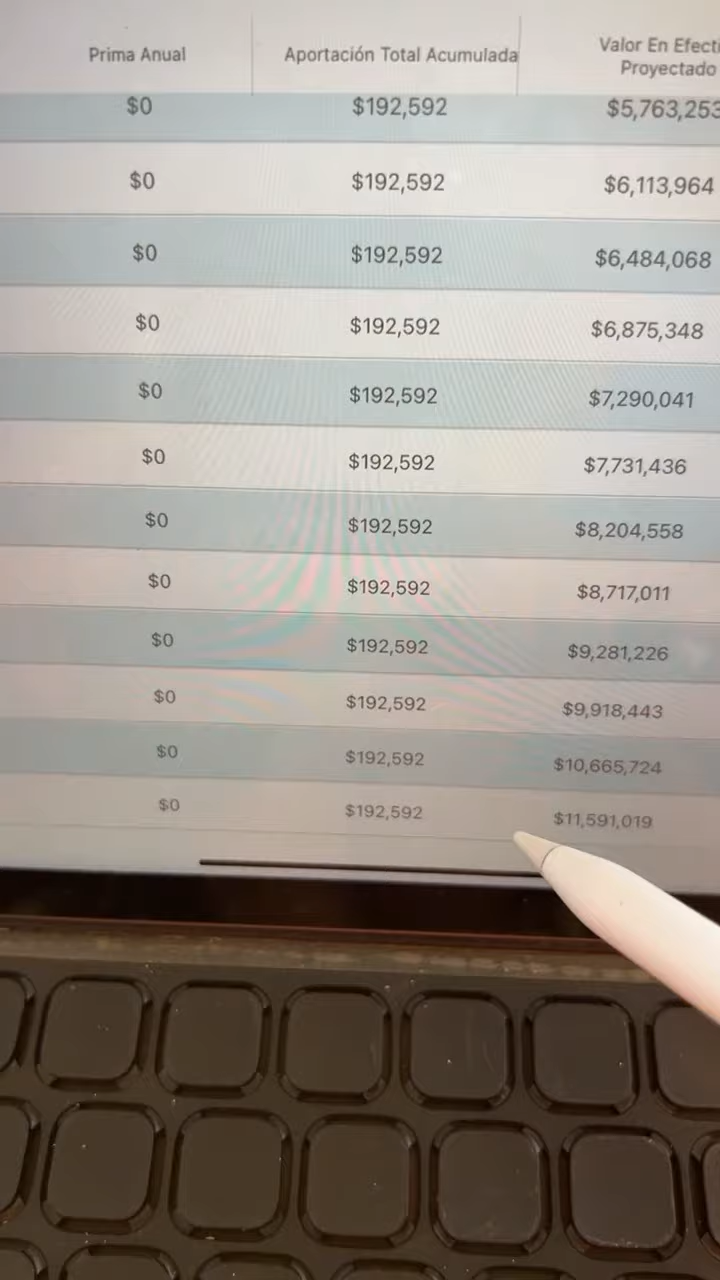 Prima Anual Aportación Total Acumulada Valor En Efecti
Proyectado
$0 $192,592 $5,763,253
$0 $192,592 $6,113,964
$0 $192,592 $6,484,068
$0 $192,592 $6,875,348
$0 $192,592 $7,290,041
$0 $192,592 $7,731,436
$0 $192,592 $8,204,558
$0 $192,592 $8,717,011
$0 $192,592 $9,281,226
$0 $192,592 $9,918,443
$0 $192,592 $10,665,724
$0 $192,592 $11,591,019